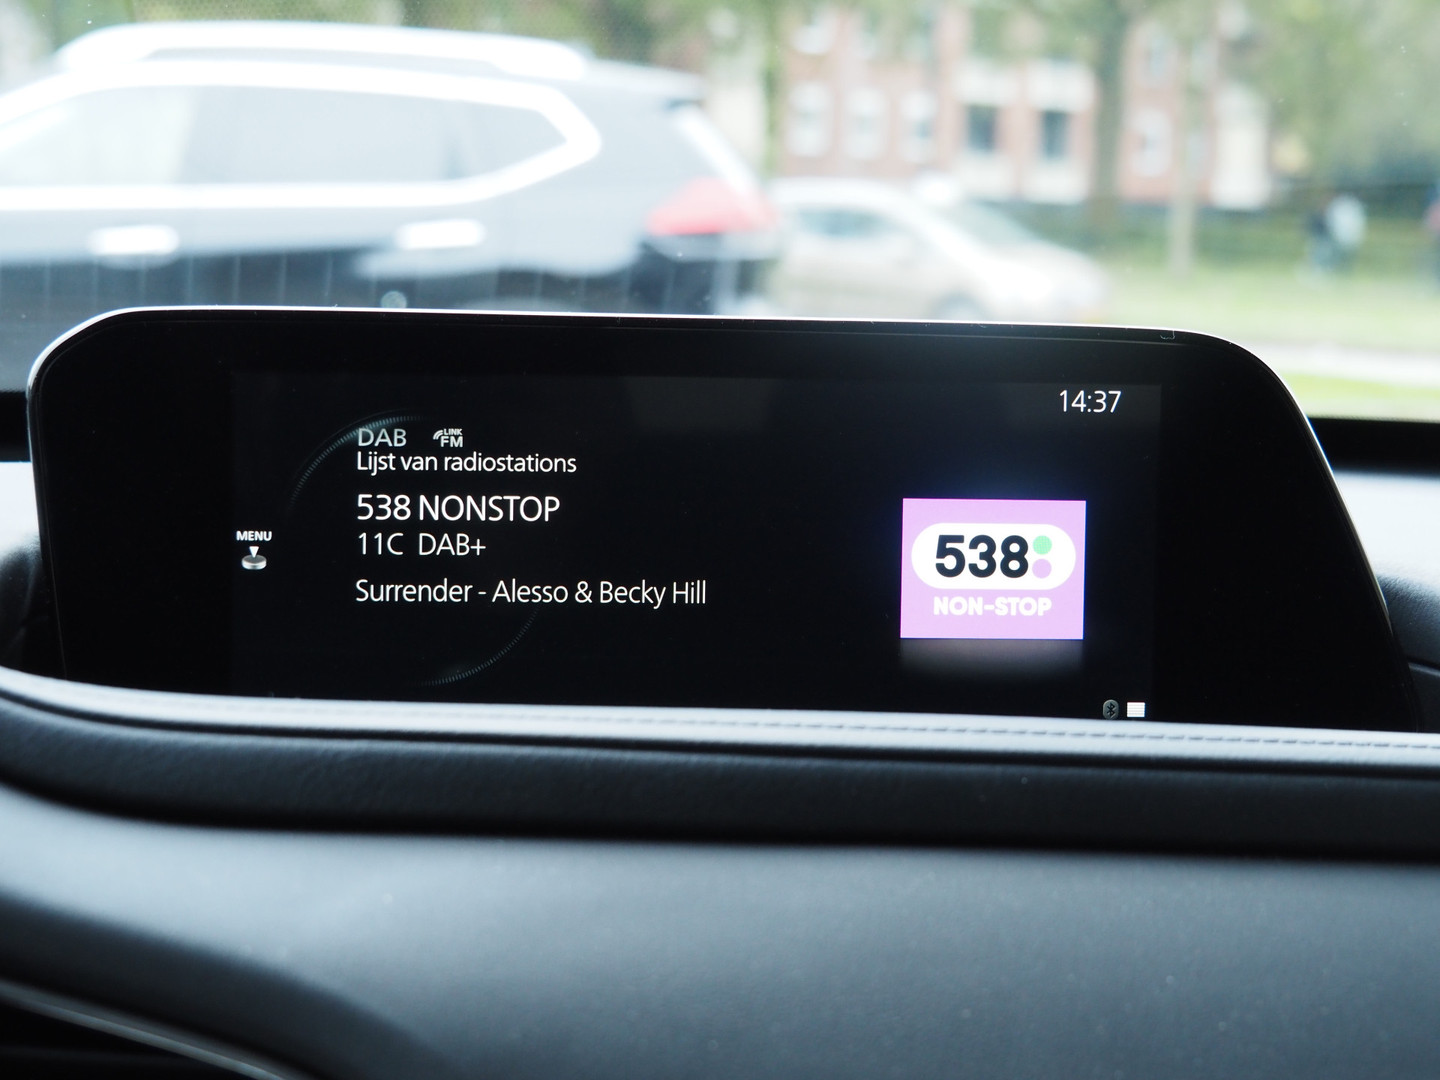 14:37
DAB LINK FM
Lijst van radiostations
538 NONSTOP
11C DAB+
MENU
Surrender - Alesso & Becky Hill
538:
NON-STOP